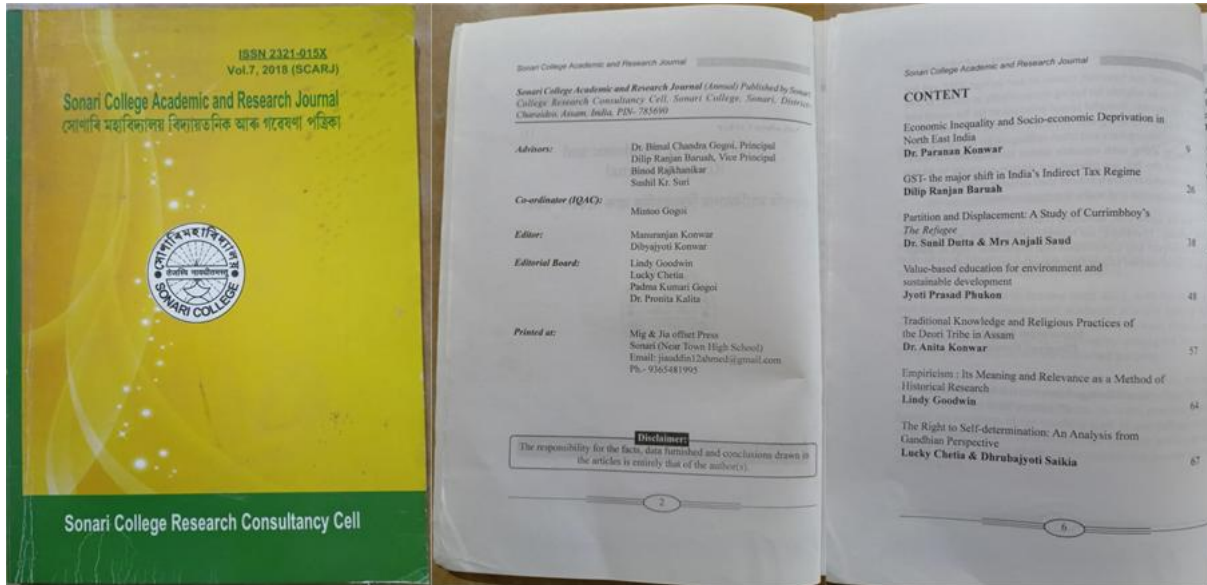 ISSN 2321-015X
Vol.7, 2018 (SCARJ)
Sonari College Academic and Research Journal
সোণাৰি মহাবিদ্যালয় বিদ্যায়তনিক আৰু গৱেষণা পত্ৰিকা
সোণাৰি মহাবিদ্যালয়
तेजस्वि नावधीतमस्तु
SONARI COLLEGE
Sonari College Research Consultancy Cell
Sonari College Academic and Research Journal
Sonari College Academic and Research Journal (Annual) Published by Sonari
College Research Consultancy Cell, Sonari College, Sonari, District-
Charaideo, Assam, India, PIN- 785690
Advisors: Dr. Bimal Chandra Gogoi, Principal
Dilip Ranjan Baruah, Vice Principal
Binod Rajkhanikar
Sushil Kr. Suri
Co-ordinator (IQAC):
Mintoo Gogoi
Editor: Manuranjan Konwar
Dibyajyoti Konwar
Editorial Board: Lindy Goodwin
Lucky Chetia
Padma Kumari Gogoi
Dr. Pronita Kalita
Printed at: Mig & Jia offset Press
Sonari (Near Town High School)
Email: jiauddin12ahmed@gmail.com
Ph.- 9365481995
Disclaimer:
The responsibility for the facts, data furnished and conclusions drawn in
the articles is entirely that of the author(s).
2
Sonari College Academic and Research Journal
CONTENT
Economic Inequality and Socio-economic Deprivation in
North East India
Dr. Paranan Konwar 9
GST- the major shift in India's Indirect Tax Regime
Dilip Ranjan Baruah 26
Partition and Displacement: A Study of Currimbhoy's
The Refugee
Dr. Sunil Dutta & Mrs Anjali Saud 38
Value-based education for environment and
sustainable development
Jyoti Prasad Phukon 48
Traditional Knowledge and Religious Practices of
the Deori Tribe in Assam
Dr. Anita Konwar 57
Empiricism : Its Meaning and Relevance as a Method of
Historical Research
Lindy Goodwin 64
The Right to Self-determination: An Analysis from
Gandhian Perspective
Lucky Chetia & Dhrubajyoti Saikia 67
6